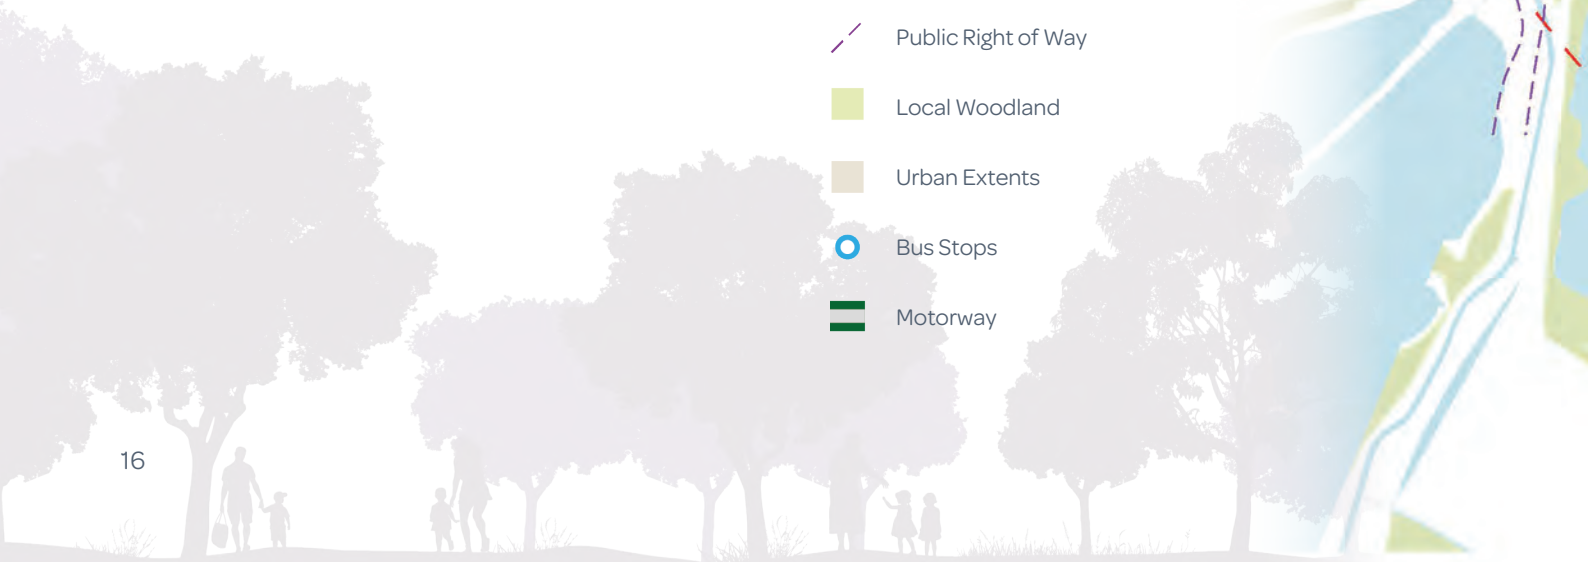 Public Right of Way
Local Woodland
Urban Extents
Bus Stops
Motorway
16